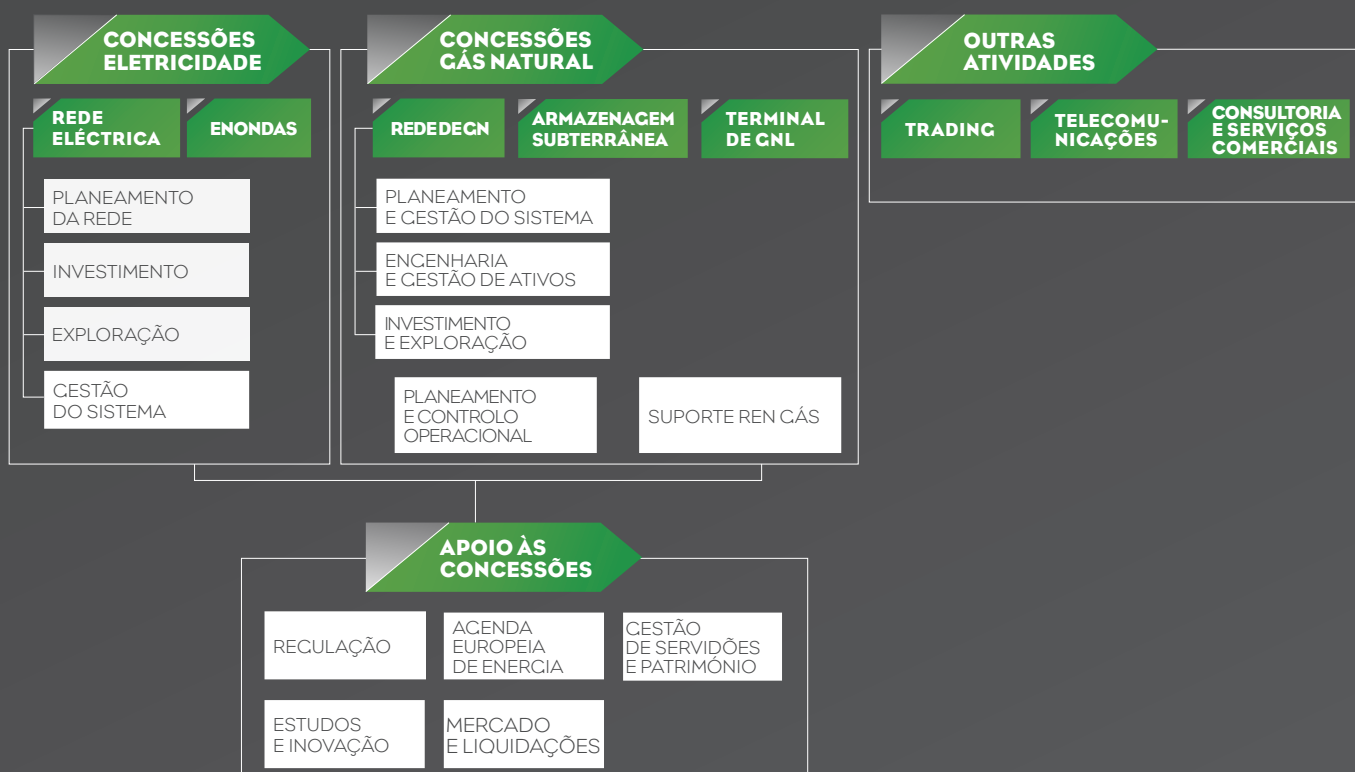 CONCESSÕES
ELETRICIDADE
REDE
ELÉCTRICA
ENONDAS
PLANEAMENTO
DA REDE
INVESTIMENTO
EXPLORAÇÃO
GESTÃO
DO SISTEMA
CONCESSÕES
GÁS NATURAL
REDE DE GN
ARMAZENAGEM
SUBTERRÂNEA
TERMINAL
DE GNL
PLANEAMENTO
E GESTÃO DO SISTEMA
ENGENHARIA
E GESTÃO DE ATIVOS
INVESTIMENTO
E EXPLORAÇÃO
PLANEAMENTO
E CONTROLO
OPERACIONAL
SUPORTE REN GÁS
OUTRAS
ATIVIDADES
TRADING
TELECOMU-
NICAÇÕES
CONSULTORIA
E SERVIÇOS
COMERCIAIS
APOIO ÀS
CONCESSÕES
REGULAÇÃO
AGENDA
EUROPEIA
DE ENERGIA
GESTÃO
DE SERVIDÕES
E PATRIMÓNIO
ESTUDOS
E INOVAÇÃO
MERCADO
E LIQUIDAÇÕES